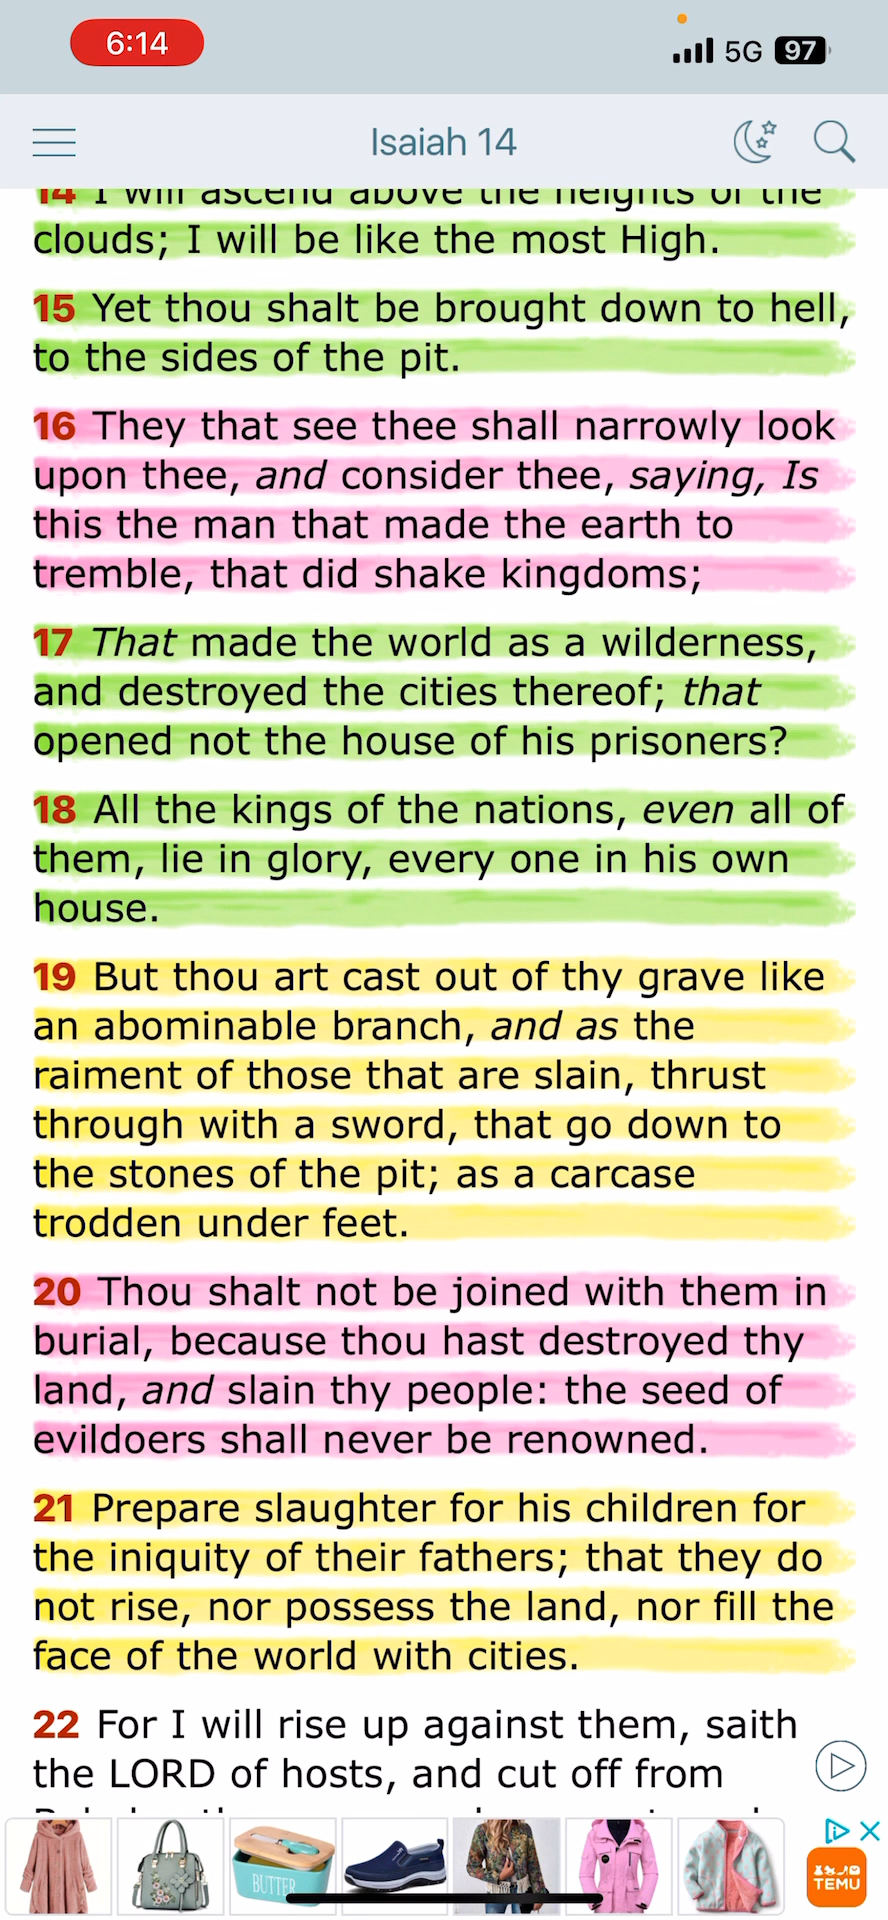 6:14
5G 97
Isaiah 14
14 I will ascend above the heights of the
clouds; I will be like the most High.
15 Yet thou shalt be brought down to hell,
to the sides of the pit.
16 They that see thee shall narrowly look
upon thee, and consider thee, saying, Is
this the man that made the earth to
tremble, that did shake kingdoms;
17 That made the world as a wilderness,
and destroyed the cities thereof; that
opened not the house of his prisoners?
18 All the kings of the nations, even all of
them, lie in glory, every one in his own
house.
19 But thou art cast out of thy grave like
an abominable branch, and as the
raiment of those that are slain, thrust
through with a sword, that go down to
the stones of the pit; as a carcase
trodden under feet.
20 Thou shalt not be joined with them in
burial, because thou hast destroyed thy
land, and slain thy people: the seed of
evildoers shall never be renowned.
21 Prepare slaughter for his children for
the iniquity of their fathers; that they do
not rise, nor possess the land, nor fill the
face of the world with cities.
22 For I will rise up against them, saith
the LORD of hosts, and cut off from
BUTTER
TEMU